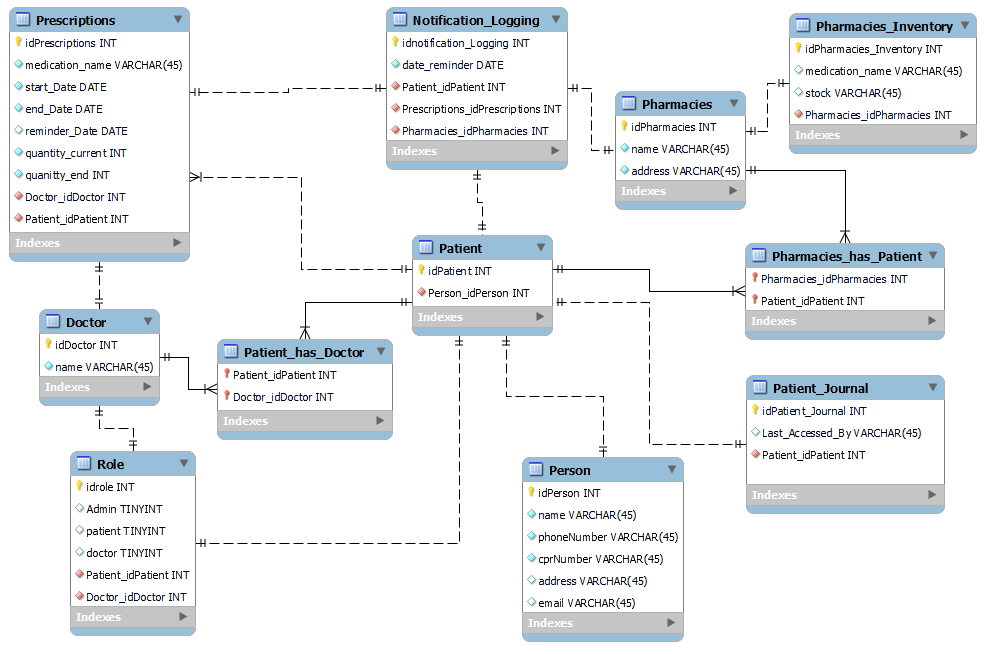 Prescriptions
idPrescriptions INT
medication_name VARCHAR(45)
start_Date DATE
end_Date DATE
reminder_Date DATE
quantity_current INT
quanitty_end INT
Doctor_idDoctor INT
Patient_idPatient INT
Indexes
Notification_Logging
idnotification_Logging INT
date_reminder DATE
Patient_idPatient INT
Prescriptions_idPrescriptions INT
Pharmacies_idPharmacies INT
Indexes
Pharmacies
idPharmacies INT
name VARCHAR(45)
address VARCHAR(45)
Indexes
Pharmacies_Inventory
idPharmacies_Inventory INT
medication_name VARCHAR(45)
stock VARCHAR(45)
Pharmacies_idPharmacies INT
Indexes
Patient
idPatient INT
Person_idPerson INT
Indexes
Pharmacies_has_Patient
Pharmacies_idPharmacies INT
Patient_idPatient INT
Indexes
Doctor
idDoctor INT
name VARCHAR(45)
Indexes
Patient_has_Doctor
Patient_idPatient INT
Doctor_idDoctor INT
Indexes
Patient_Journal
idPatient_Journal INT
Last_Accessed_By VARCHAR(45)
Patient_idPatient INT
Indexes
Role
idrole INT
Admin TINYINT
patient TINYINT
doctor TINYINT
Patient_idPatient INT
Doctor_idDoctor INT
Indexes
Person
idPerson INT
name VARCHAR(45)
phoneNumber VARCHAR(45)
cprNumber VARCHAR(45)
address VARCHAR(45)
email VARCHAR(45)
Indexes